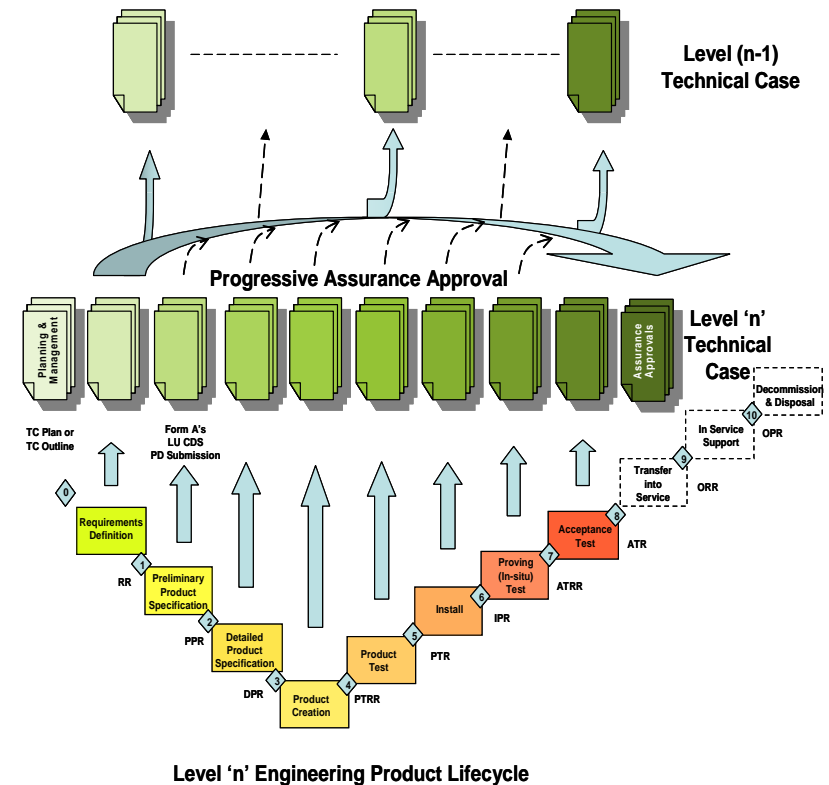 Level (n-1)
Technical Case
Progressive Assurance Approval
Planning &
Management
Assurance
Approvals
Level ‘n’
Technical
Case
TC Plan or
TC Outline
Form A’s
LU CDS
PD Submission
Decommission
& Disposal
10
OPR
In Service
Support
9
ORR
Transfer
into
Service
8
ATR
0
Requirements
Definition
1
RR
Preliminary
Product
Specification
2
PPR
Detailed
Product
Specification
3
DPR
Product
Creation
4
PTRR
Product
Test
5
PTR
Install
6
IPR
Proving
(In-situ)
Test
7
ATRR
Acceptance
Test
Level ‘n’ Engineering Product Lifecycle